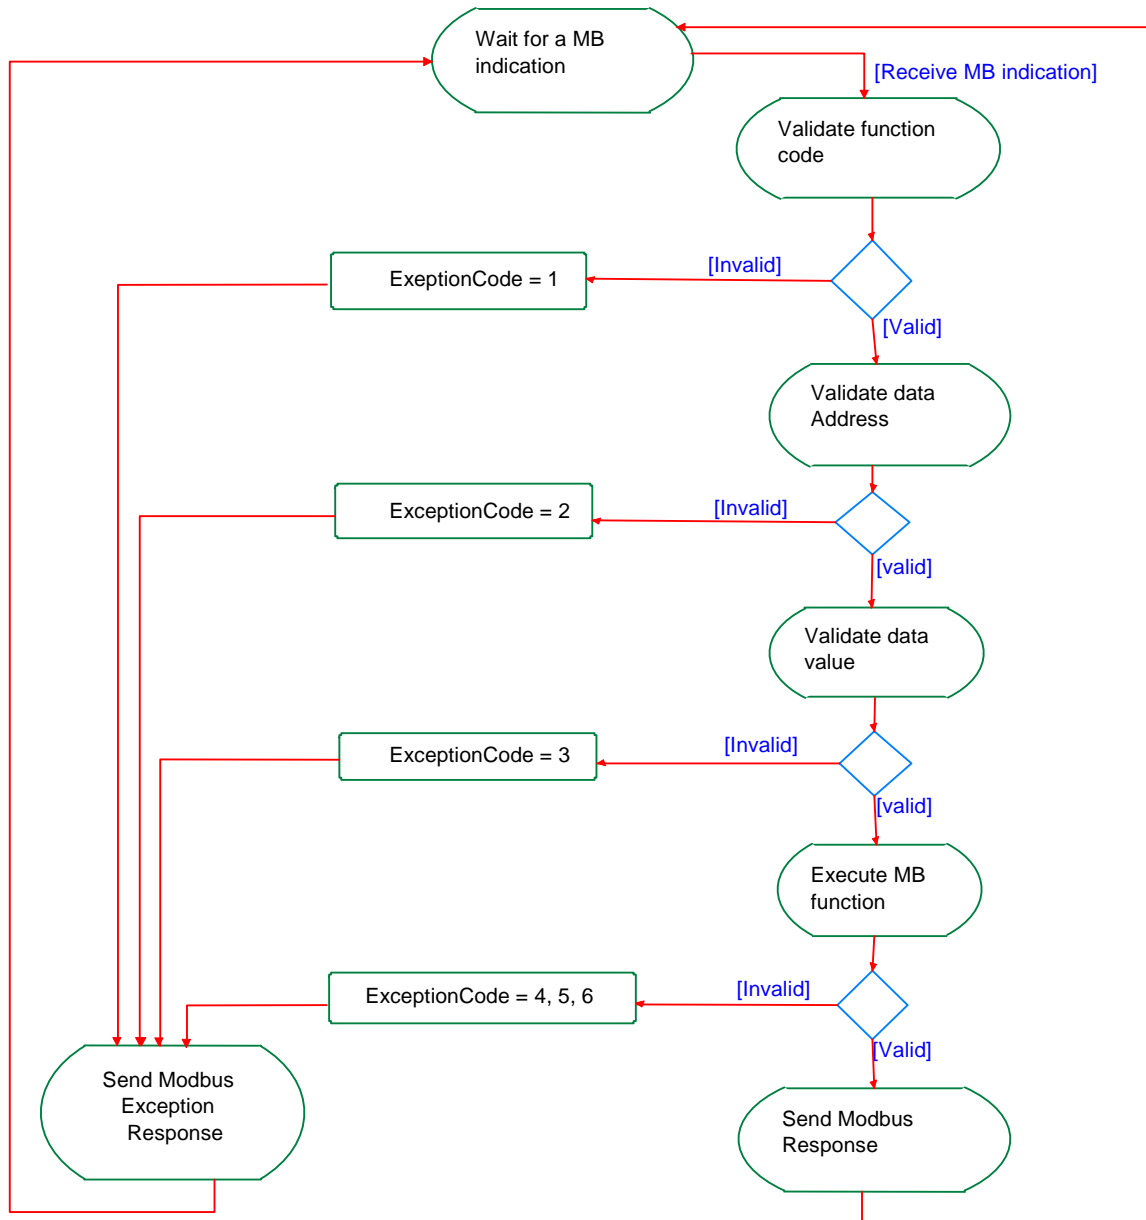 Wait for a MB
indication
[Receive MB indication]
Validate function
code
[Invalid]
ExeptionCode = 1
[Valid]
Validate data
Address
[Invalid]
ExceptionCode = 2
[valid]
Validate data
value
[Invalid]
ExceptionCode = 3
[valid]
Execute MB
function
[Invalid]
ExceptionCode = 4, 5, 6
[Valid]
Send Modbus
Exception
Response
Send Modbus
Response